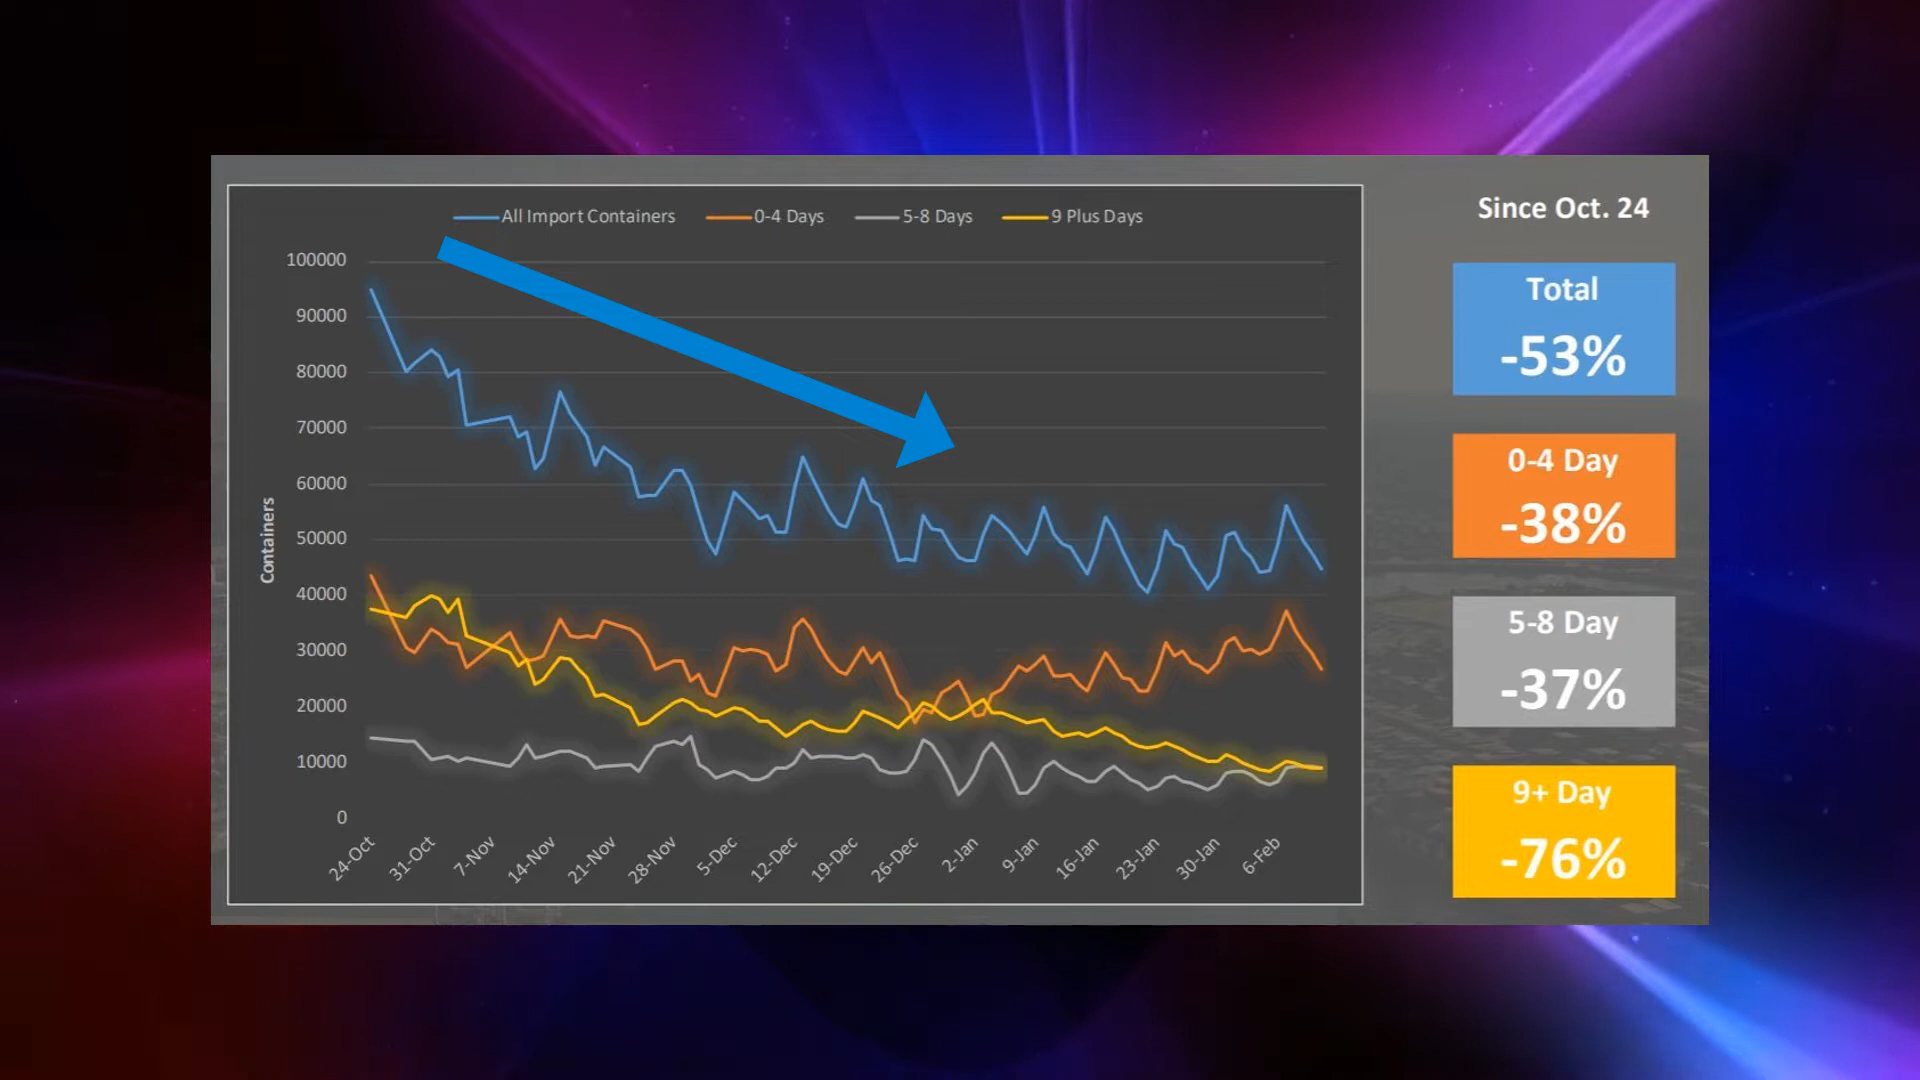 All Import Containers 0-4 Days 5-8 Days 9 Plus Days
100000
90000
80000
70000
60000
50000
40000
30000
20000
10000
0
Containers
24-Oct 31-Oct 7-Nov 14-Nov 21-Nov 28-Nov 5-Dec 12-Dec 19-Dec 26-Dec 2-Jan 9-Jan 16-Jan 23-Jan 30-Jan 6-Feb
Since Oct. 24
Total
-53%
0-4 Day
-38%
5-8 Day
-37%
9+ Day
-76%